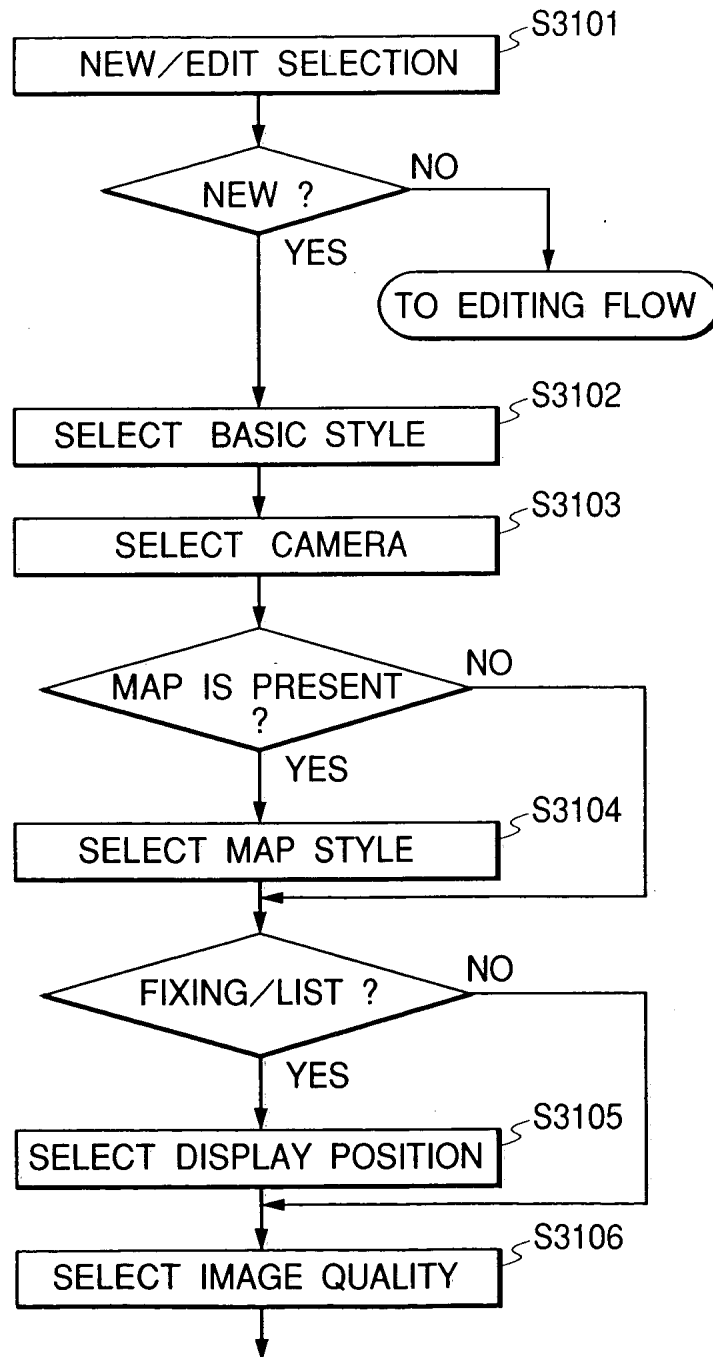 S3101
NEW/EDIT SELECTION
NEW ?
NO
YES
TO EDITING FLOW
S3102
SELECT BASIC STYLE
S3103
SELECT CAMERA
MAP IS PRESENT
?
NO
YES
S3104
SELECT MAP STYLE
FIXING/LIST ?
NO
YES
S3105
SELECT DISPLAY POSITION
S3106
SELECT IMAGE QUALITY